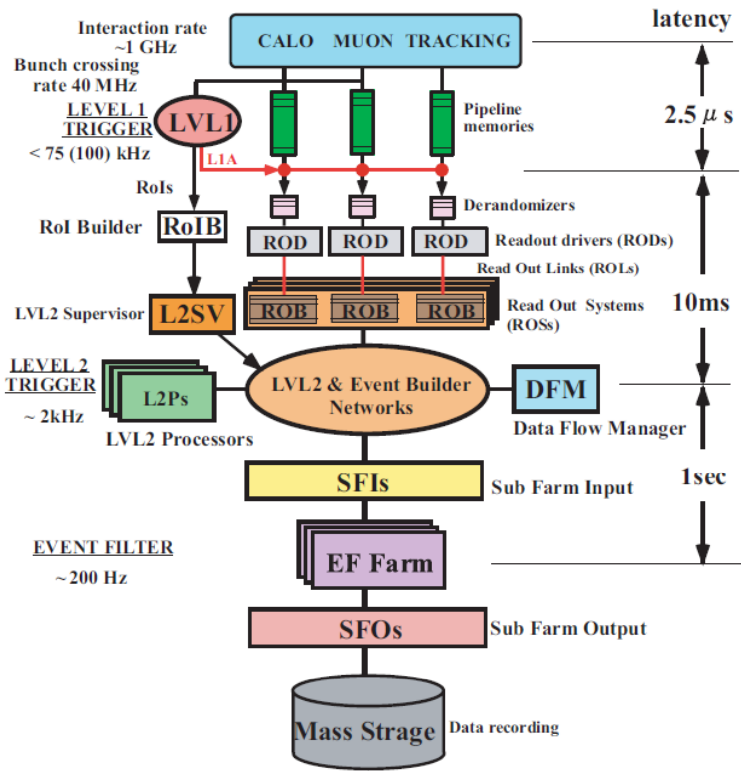 latency
Interaction rate
~1 GHz
CALO MUON TRACKING
Bunch crossing
rate 40 MHz
LEVEL 1
TRIGGER
LVL1
Pipeline
memories
2.5 μ s
< 75 (100) kHz
L1A
RoIs
Derandomizers
RoI Builder
RoIB
ROD ROD ROD
Readout drivers (RODs)
Read Out Links (ROLs)
LVL2 Supervisor
L2SV
ROB ROB ROB
Read Out Systems
(ROSs)
10ms
LEVEL 2
TRIGGER
~ 2kHz
L2Ps
LVL2 Processors
LVL2 & Event Builder
Networks
DFM
Data Flow Manager
SFIs
Sub Farm Input
1sec
EVENT FILTER
~ 200 Hz
EF Farm
SFOs
Sub Farm Output
Mass Strage
Data recording